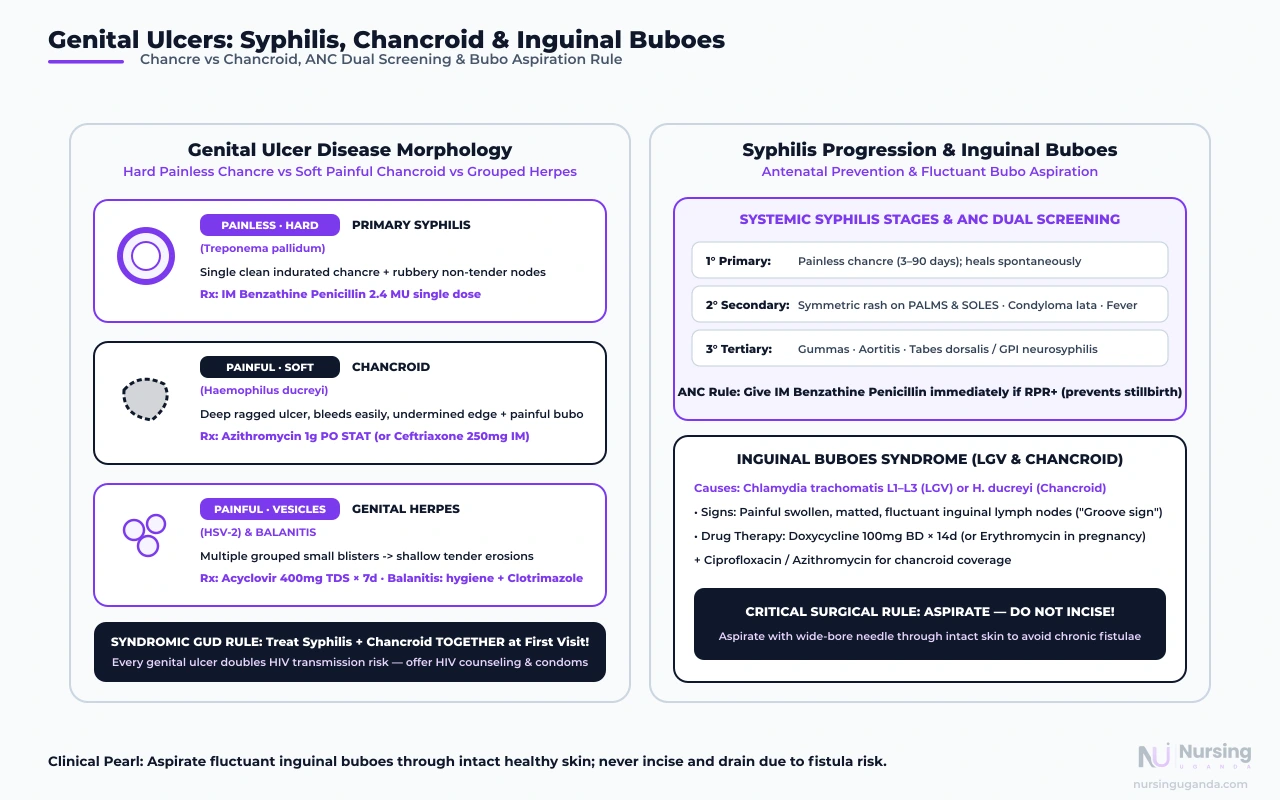 Genital Ulcers: Syphilis, Chancroid & Inguinal Buboes
Chancre vs Chancroid, ANC Dual Screening & Bubo Aspiration Rule
Genital Ulcer Disease Morphology
Hard Painless Chancre vs Soft Painful Chancroid vs Grouped Herpes
PAINLESS · HARD PRIMARY SYPHILIS
(Treponema pallidum)
Single clean indurated chancre + rubbery non-tender nodes
Rx: IM Benzathine Penicillin 2.4 MU single dose
PAINFUL · SOFT CHANCROID
(Haemophilus ducreyi)
Deep ragged ulcer, bleeds easily, undermined edge + painful bubo
Rx: Azithromycin 1g PO STAT (or Ceftriaxone 250mg IM)
PAINFUL · VESICLES GENITAL HERPES
(HSV-2) & BALANITIS
Multiple grouped small blisters -> shallow tender erosions
Rx: Acyclovir 400mg TDS × 7d · Balanitis: hygiene + Clotrimazole
SYNDROMIC GUD RULE: Treat Syphilis + Chancroid TOGETHER at First Visit!
Every genital ulcer doubles HIV transmission risk — offer HIV counseling & condoms
Syphilis Progression & Inguinal Buboes
Antenatal Prevention & Fluctuant Bubo Aspiration
SYSTEMIC SYPHILIS STAGES & ANC DUAL SCREENING
1° Primary: Painless chancre (3–90 days); heals spontaneously
2° Secondary: Symmetric rash on PALMS & SOLES · Condyloma lata · Fever
3° Tertiary: Gummas · Aortitis · Tabes dorsalis / GPI neurosyphilis
ANC Rule: Give IM Benzathine Penicillin immediately if RPR+ (prevents stillbirth)
INGUINAL BUBOES SYNDROME (LGV & CHANCROID)
Causes: Chlamydia trachomatis L1–L3 (LGV) or H. ducreyi (Chancroid)
• Signs: Painful swollen, matted, fluctuant inguinal lymph nodes ("Groove sign")
• Drug Therapy: Doxycycline 100mg BD × 14d (or Erythromycin in pregnancy)
+ Ciprofloxacin / Azithromycin for chancroid coverage
CRITICAL SURGICAL RULE: ASPIRATE — DO NOT INCISE!
Aspirate with wide-bore needle through intact skin to avoid chronic fistulae
Clinical Pearl: Aspirate fluctuant inguinal buboes through intact healthy skin; never incise and drain due to fistula risk.
NU Nursing
UGANDA
nursinguganda.com